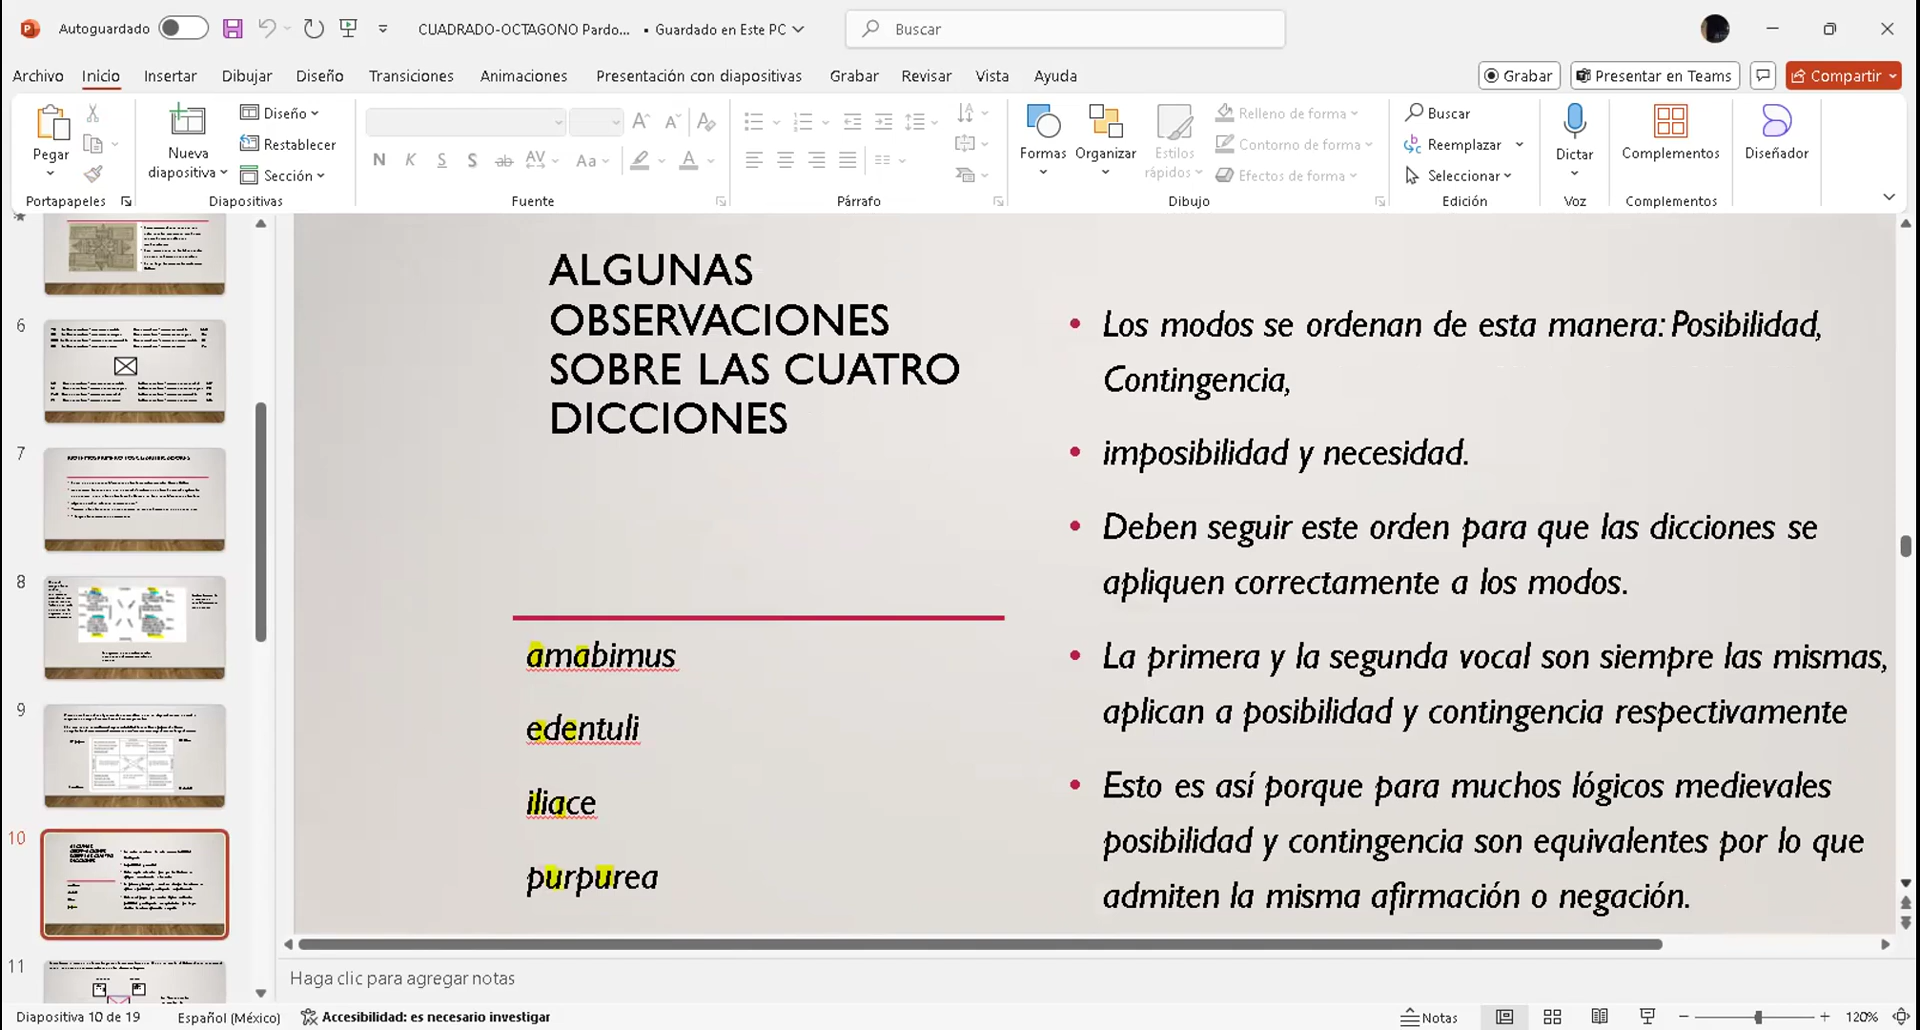 Autoguardado
CUADRADO-OCTAGONO Pardo... • Guardado en Este PC
Buscar
Archivo Inicio Insertar Dibujar Diseño Transiciones Animaciones Presentación con diapositivas Grabar Revisar Vista Ayuda
Grabar Presentar en Teams Compartir
Pegar
Portapapeles
Nueva diapositiva
Diseño
Restablecer
Sección
Diapositivas
N K S S ab AV Aa A
Fuente
Párrafo
Formas
Organizar
Estilos rápidos
Relleno de forma
Contorno de forma
Efectos de forma
Dibujo
Buscar
Reemplazar
Seleccionar
Edición
Dictar
Voz
Complementos
Complementos
Diseñador
6
7
8
9
10
11
ALGUNAS
OBSERVACIONES
SOBRE LAS CUATRO
DICCIONES
amabimus
edentuli
iliace
purpurea
• Los modos se ordenan de esta manera: Posibilidad,
Contingencia,
• imposibilidad y necesidad.
• Deben seguir este orden para que las dicciones se
apliquen correctamente a los modos.
• La primera y la segunda vocal son siempre las mismas,
aplican a posibilidad y contingencia respectivamente
• Esto es así porque para muchos lógicos medievales
posibilidad y contingencia son equivalentes por lo que
admiten la misma afirmación o negación.
Haga clic para agregar notas
Diapositiva 10 de 19 Español (México) Accesibilidad: es necesario investigar Notas 120%